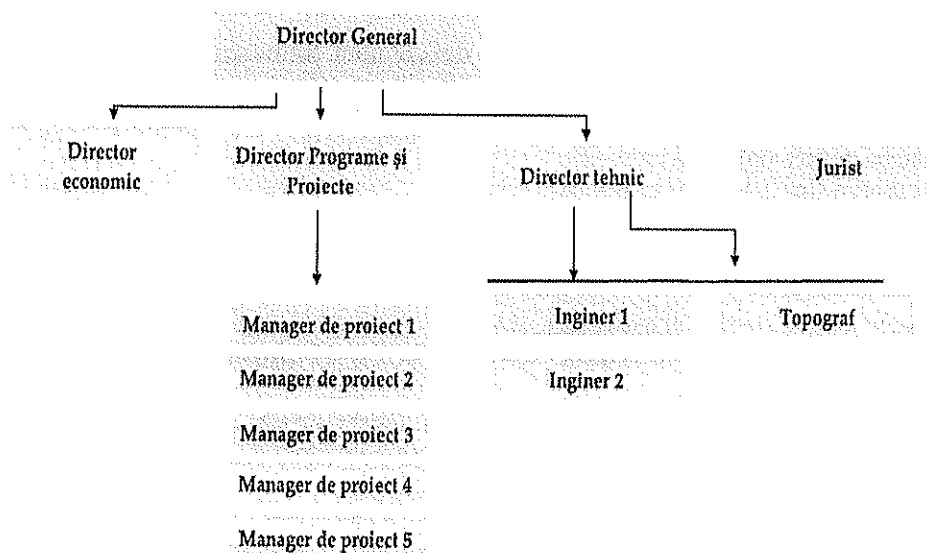 Director General
Director
economic
Director Programe și
Proiecte
Director tehnic
Jurist
Manager de proiect 1
Manager de proiect 2
Manager de proiect 3
Manager de proiect 4
Manager de proiect 5
Inginer 1
Topograf
Inginer 2